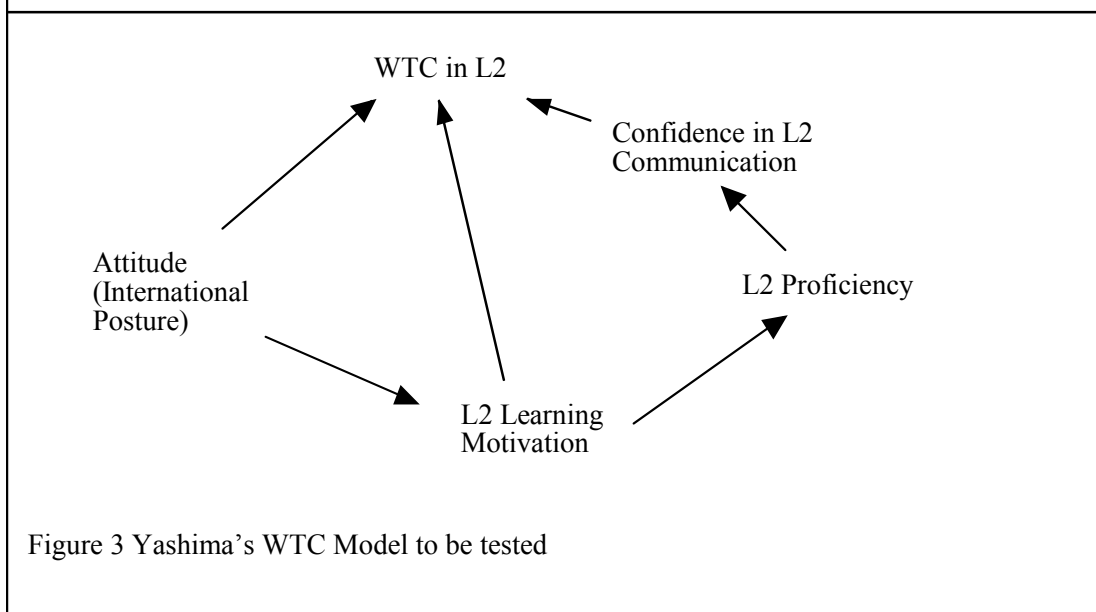 WTC in L2
Confidence in L2
Communication
Attitude
(International
Posture)
L2 Proficiency
L2 Learning
Motivation
Figure 3 Yashima’s WTC Model to be tested